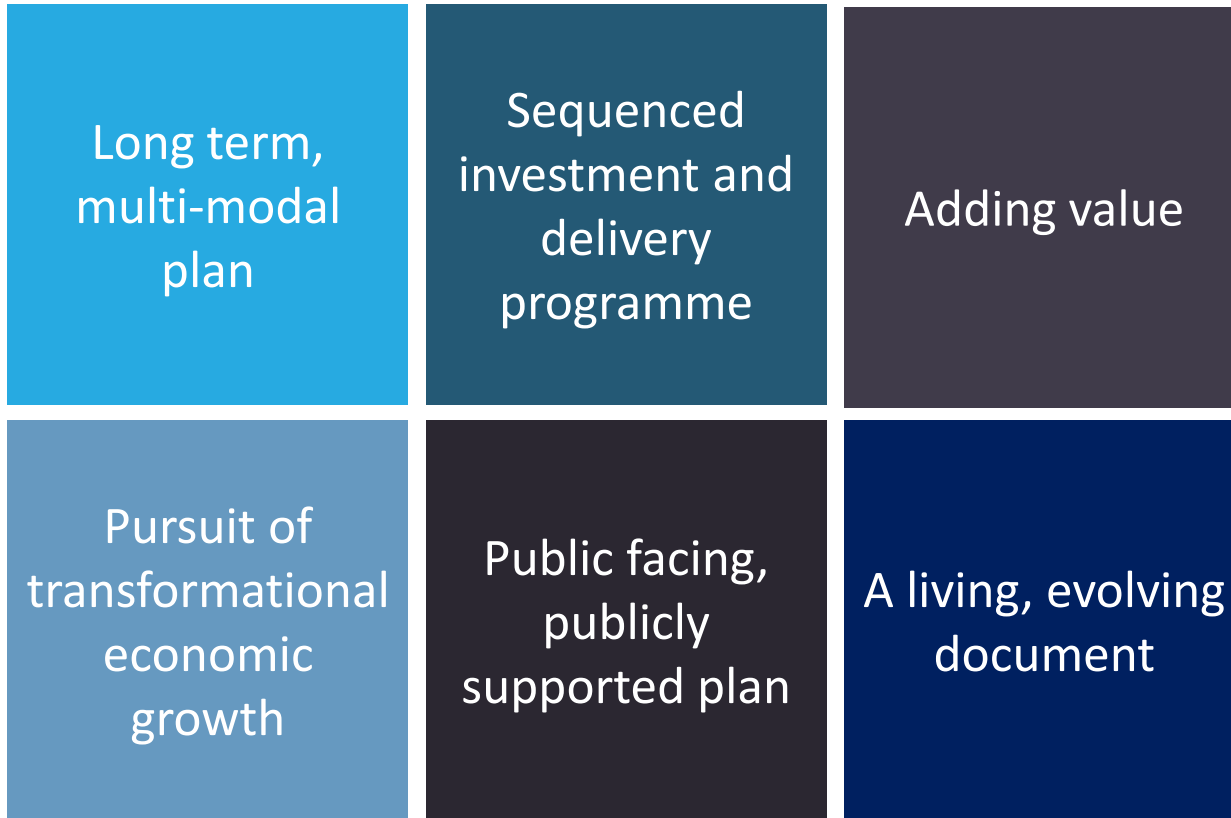 Long term,
multi-modal
plan
Sequenced
investment and
delivery
programme
Adding value
Pursuit of
transformational
economic
growth
Public facing,
publicly
supported plan
A living, evolving
document